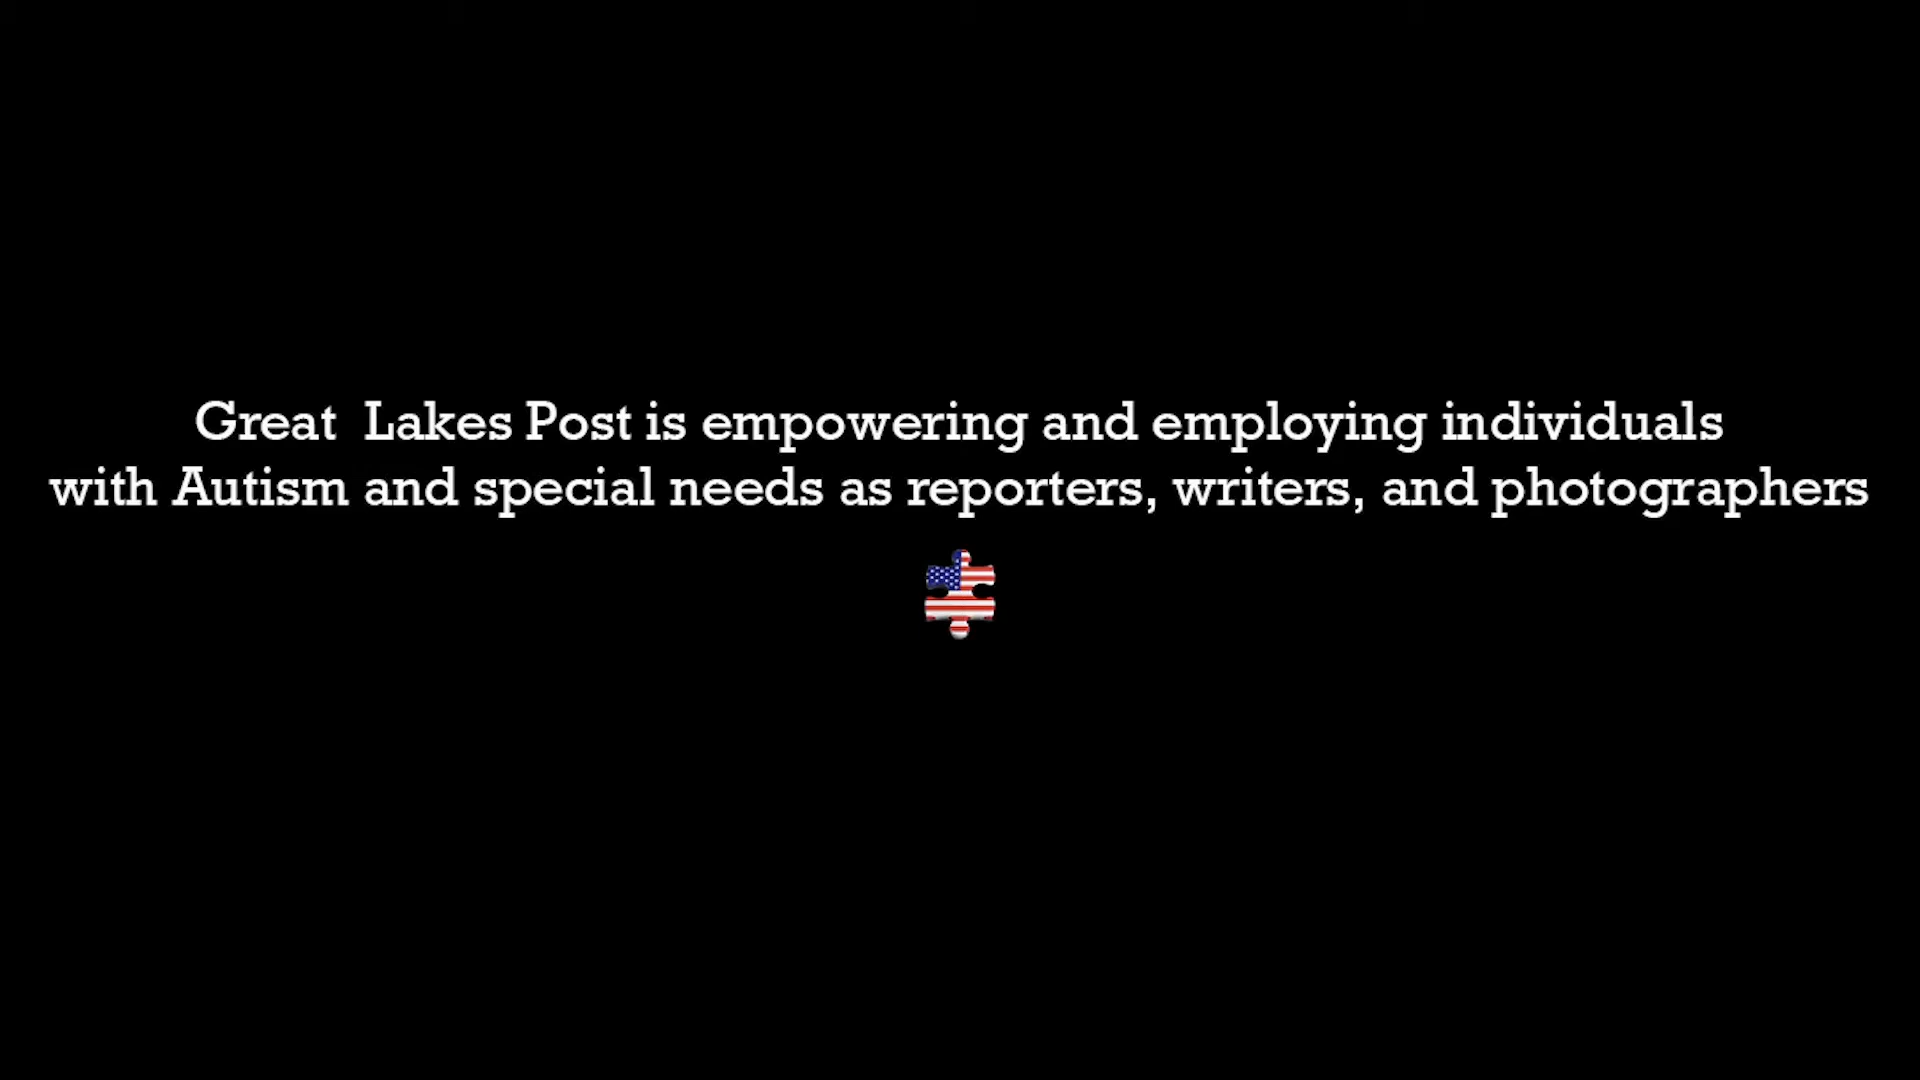 Great  Lakes Post is empowering and employing individuals
with Autism and special needs as reporters, writers, and photographers